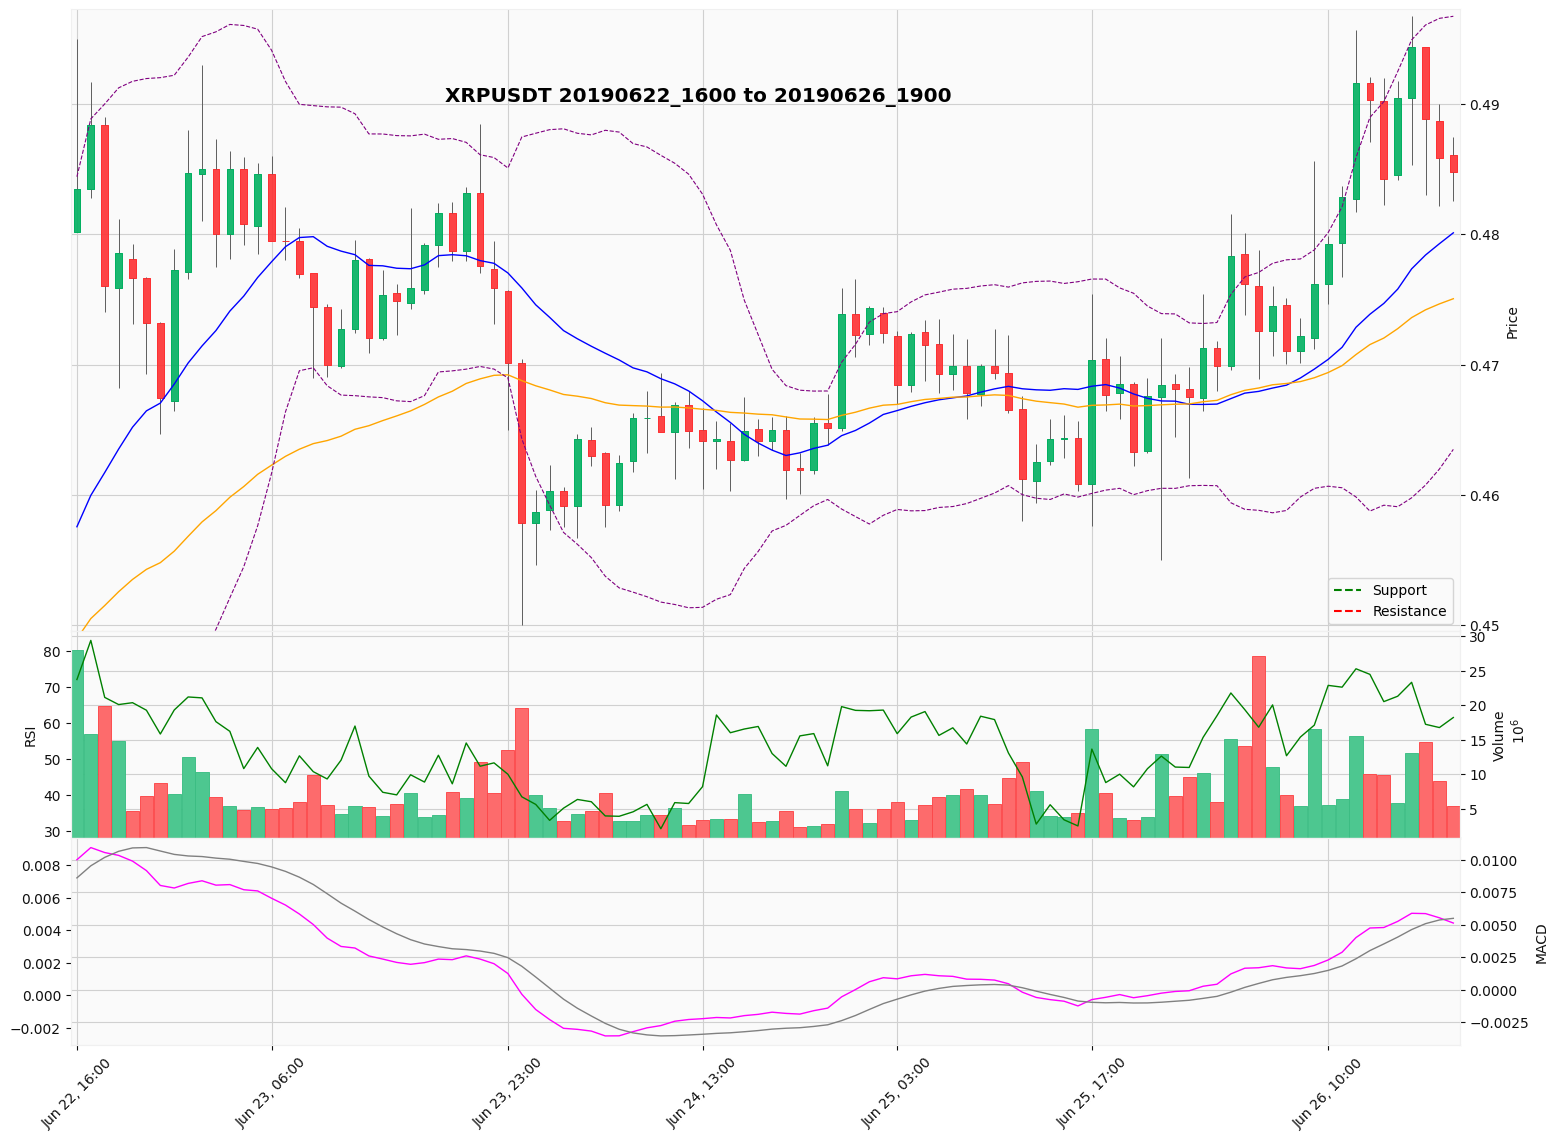 XRPUSDT 20190622_1600 to 20190626_1900
0.49
0.48
0.47
0.46
0.45
Price
Support
Resistance
80
70
60
50
40
30
RSI
30
25
20
15
10
5
Volume
10^6
0.008
0.006
0.004
0.002
0.000
−0.002
0.0100
0.0075
0.0050
0.0025
0.0000
−0.0025
MACD
Jun 22, 16:00
Jun 23, 06:00
Jun 23, 23:00
Jun 24, 13:00
Jun 25, 03:00
Jun 25, 17:00
Jun 26, 10:00